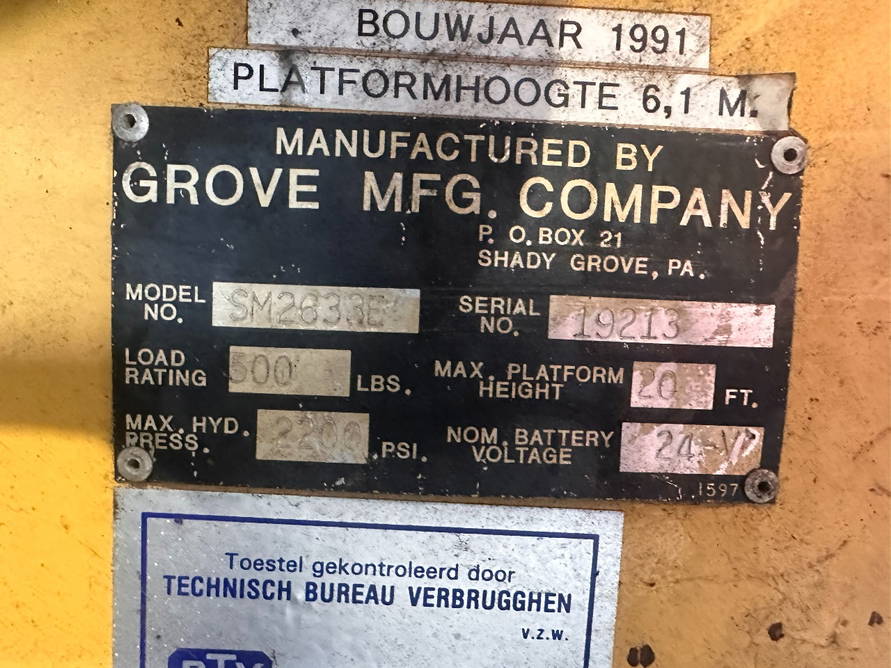 BOUWJAAR 1991
PLATFORMHOOGTE 6,1 M.
MANUFACTURED BY
GROVE MFG. COMPANY
P. O. BOX 21
SHADY GROVE, PA.
MODEL NO. SM2633E SERIAL NO. 19213
LOAD RATING 500 LBS. MAX. PLATFORM HEIGHT 20 FT.
MAX. HYD. PRESS. 2200 PSI. NOM. BATTERY VOLTAGE 24-V
1597
Toestel gekontroleerd door
TECHNISCH BUREAU VERBRUGGHEN
v.z.w.
BTV